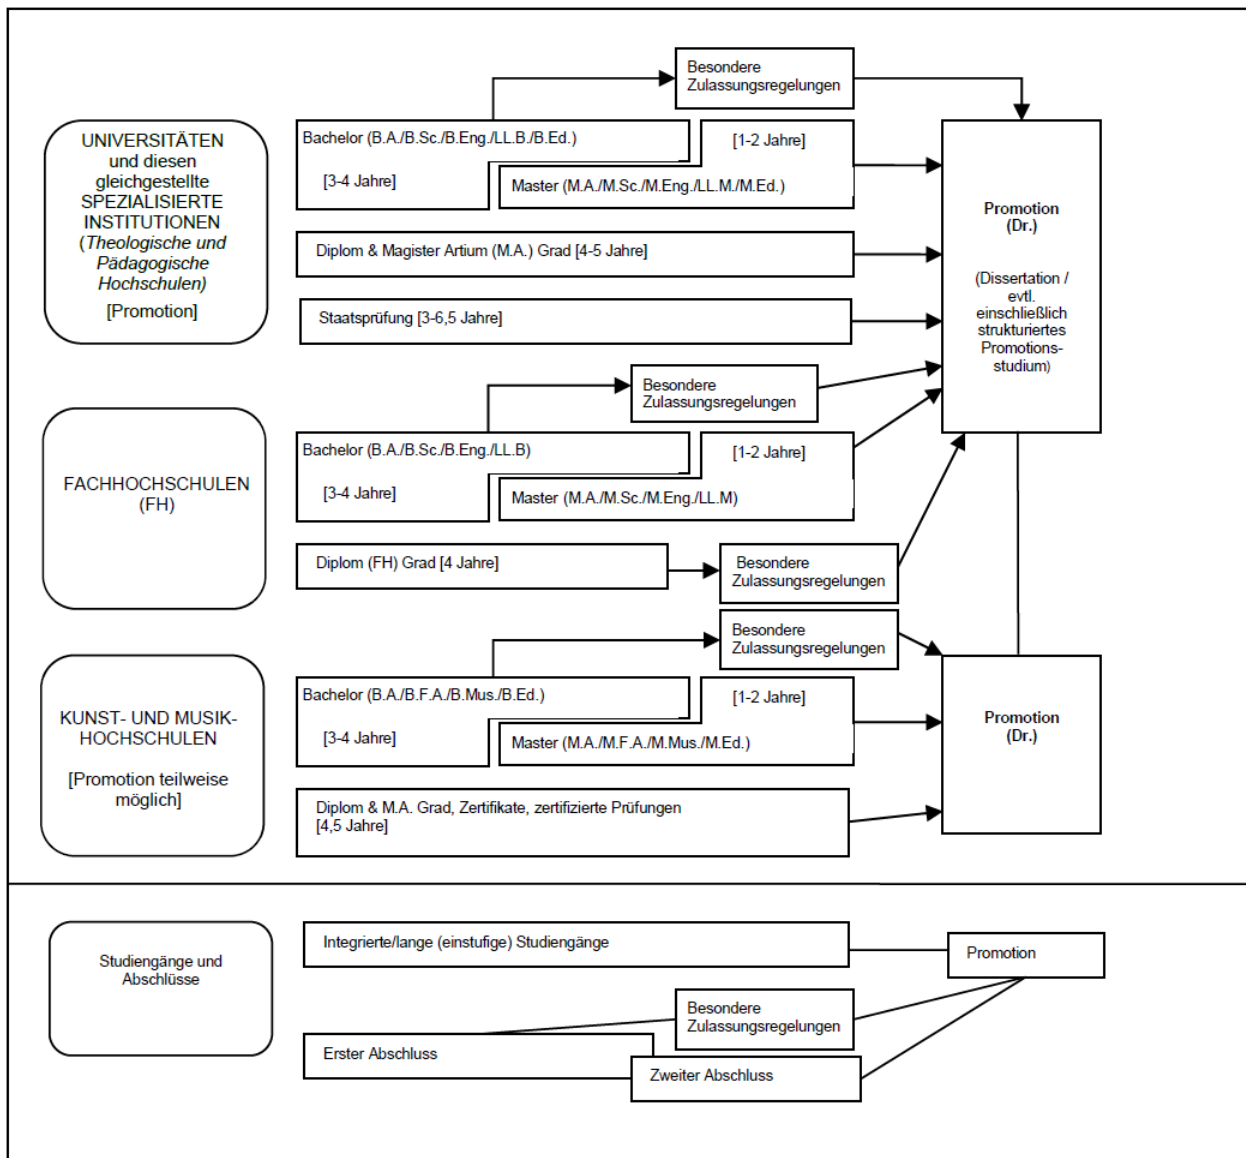 Besondere
Zulassungsregelungen
UNIVERSITÄTEN
und diesen
gleichgestellte
SPEZIALISIERTE
INSTITUTIONEN
(Theologische und
Pädagogische
Hochschulen)
[Promotion]
Bachelor (B.A./B.Sc./B.Eng./LL.B./B.Ed.)
[3-4 Jahre]
[1-2 Jahre]
Master (M.A./M.Sc./M.Eng./LL.M./M.Ed.)
Diplom & Magister Artium (M.A.) Grad [4-5 Jahre]
Staatsprüfung [3-6,5 Jahre]
Promotion
(Dr.)
(Dissertation /
evtl.
einschließlich
strukturiertes
Promotions-
studium)
Besondere
Zulassungsregelungen
FACHHOCHSCHULEN
(FH)
Bachelor (B.A./B.Sc./B.Eng./LL.B)
[3-4 Jahre]
[1-2 Jahre]
Master (M.A./M.Sc./M.Eng./LL.M)
Diplom (FH) Grad [4 Jahre]
Besondere
Zulassungsregelungen
Besondere
Zulassungsregelungen
KUNST- UND MUSIK-
HOCHSCHULEN
[Promotion teilweise
möglich]
Bachelor (B.A./B.F.A./B.Mus./B.Ed.)
[3-4 Jahre]
[1-2 Jahre]
Master (M.A./M.F.A./M.Mus./M.Ed.)
Diplom & M.A. Grad, Zertifikate, zertifizierte Prüfungen
[4,5 Jahre]
Promotion
(Dr.)
Studiengänge und
Abschlüsse
Integrierte/lange (einstufige) Studiengänge
Promotion
Besondere
Zulassungsregelungen
Erster Abschluss
Zweiter Abschluss